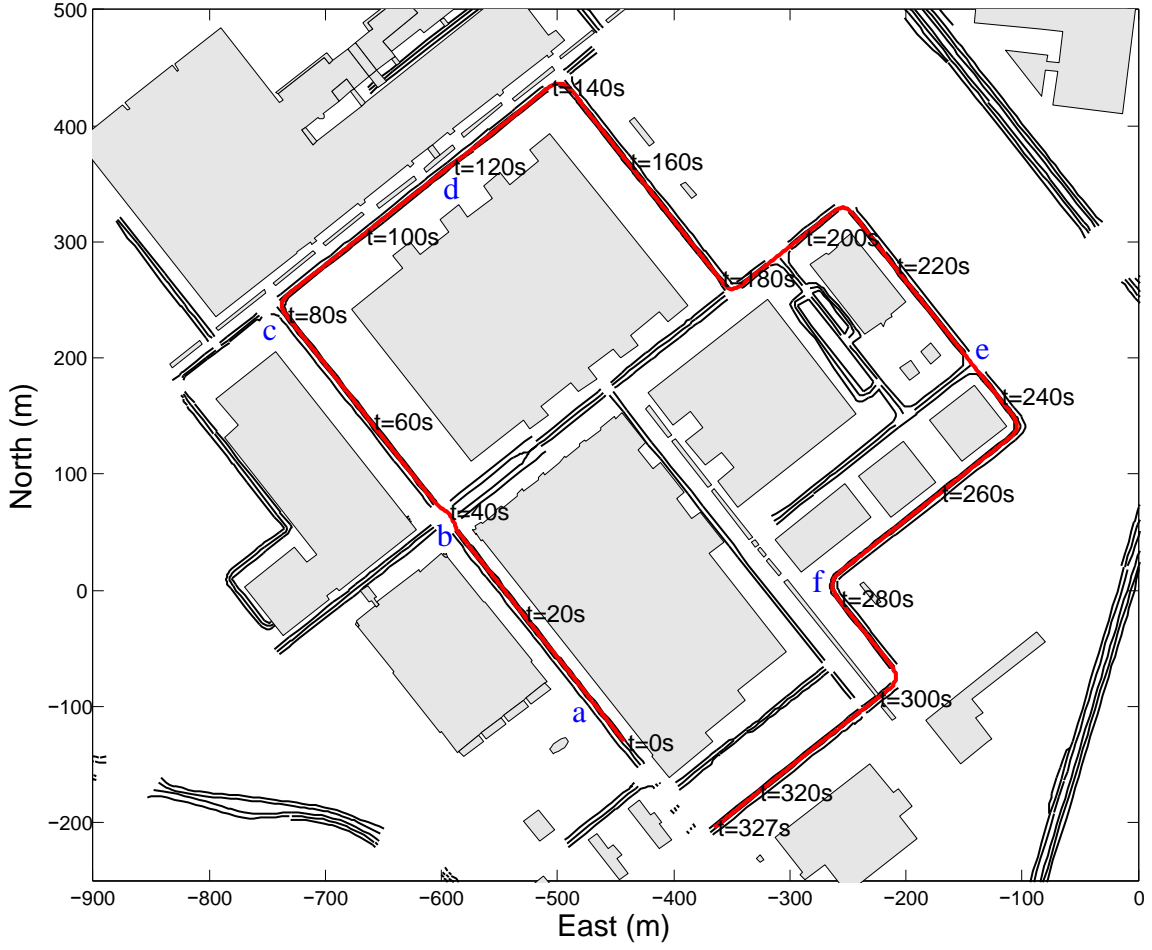 500
400
300
200
100
0
−100
−200
North (m)
t=140s
t=160s
t=120s
d
t=100s
t=200s
t=220s
t=180s
t=80s
c
e
t=60s
t=240s
t=40s
b
t=260s
f
t=280s
t=20s
a
t=0s
t=300s
t=320s
t=327s
−900
−800
−700
−600
−500
−400
−300
−200
−100
0
East (m)